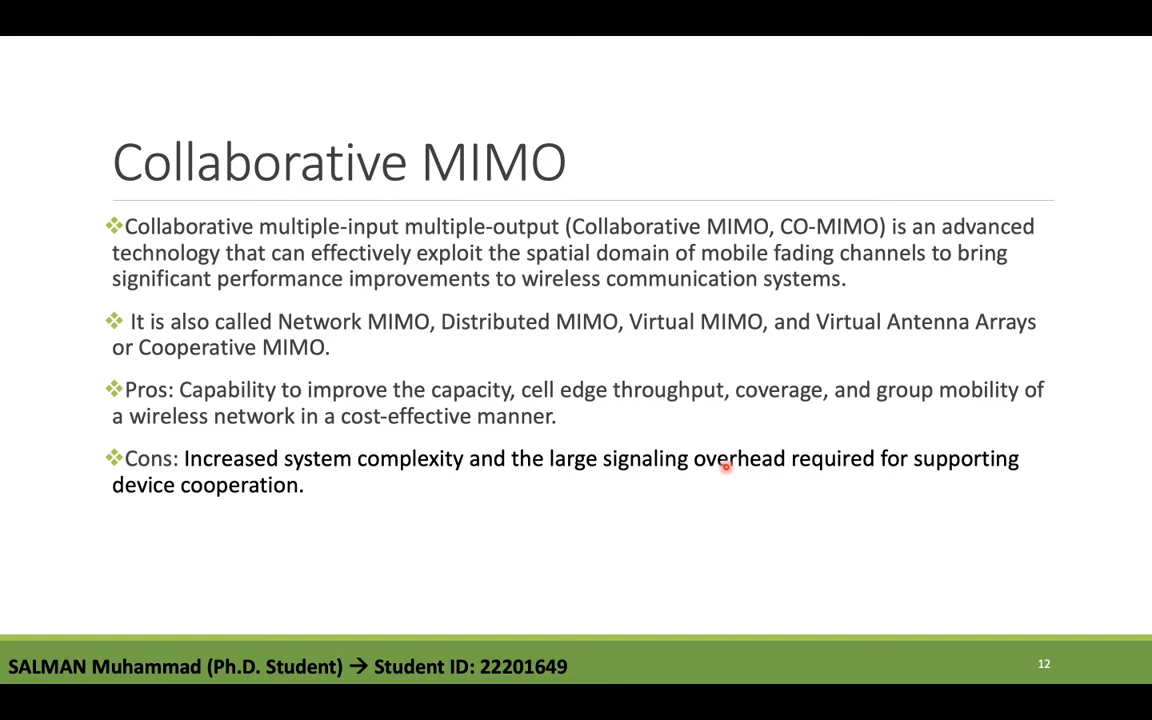 Collaborative MIMO
❖Collaborative multiple-input multiple-output (Collaborative MIMO, CO-MIMO) is an advanced
technology that can effectively exploit the spatial domain of mobile fading channels to bring
significant performance improvements to wireless communication systems.
❖ It is also called Network MIMO, Distributed MIMO, Virtual MIMO, and Virtual Antenna Arrays
or Cooperative MIMO.
❖Pros: Capability to improve the capacity, cell edge throughput, coverage, and group mobility of
a wireless network in a cost-effective manner.
❖Cons: Increased system complexity and the large signaling overhead required for supporting
device cooperation.
SALMAN Muhammad (Ph.D. Student) → Student ID: 22201649
12